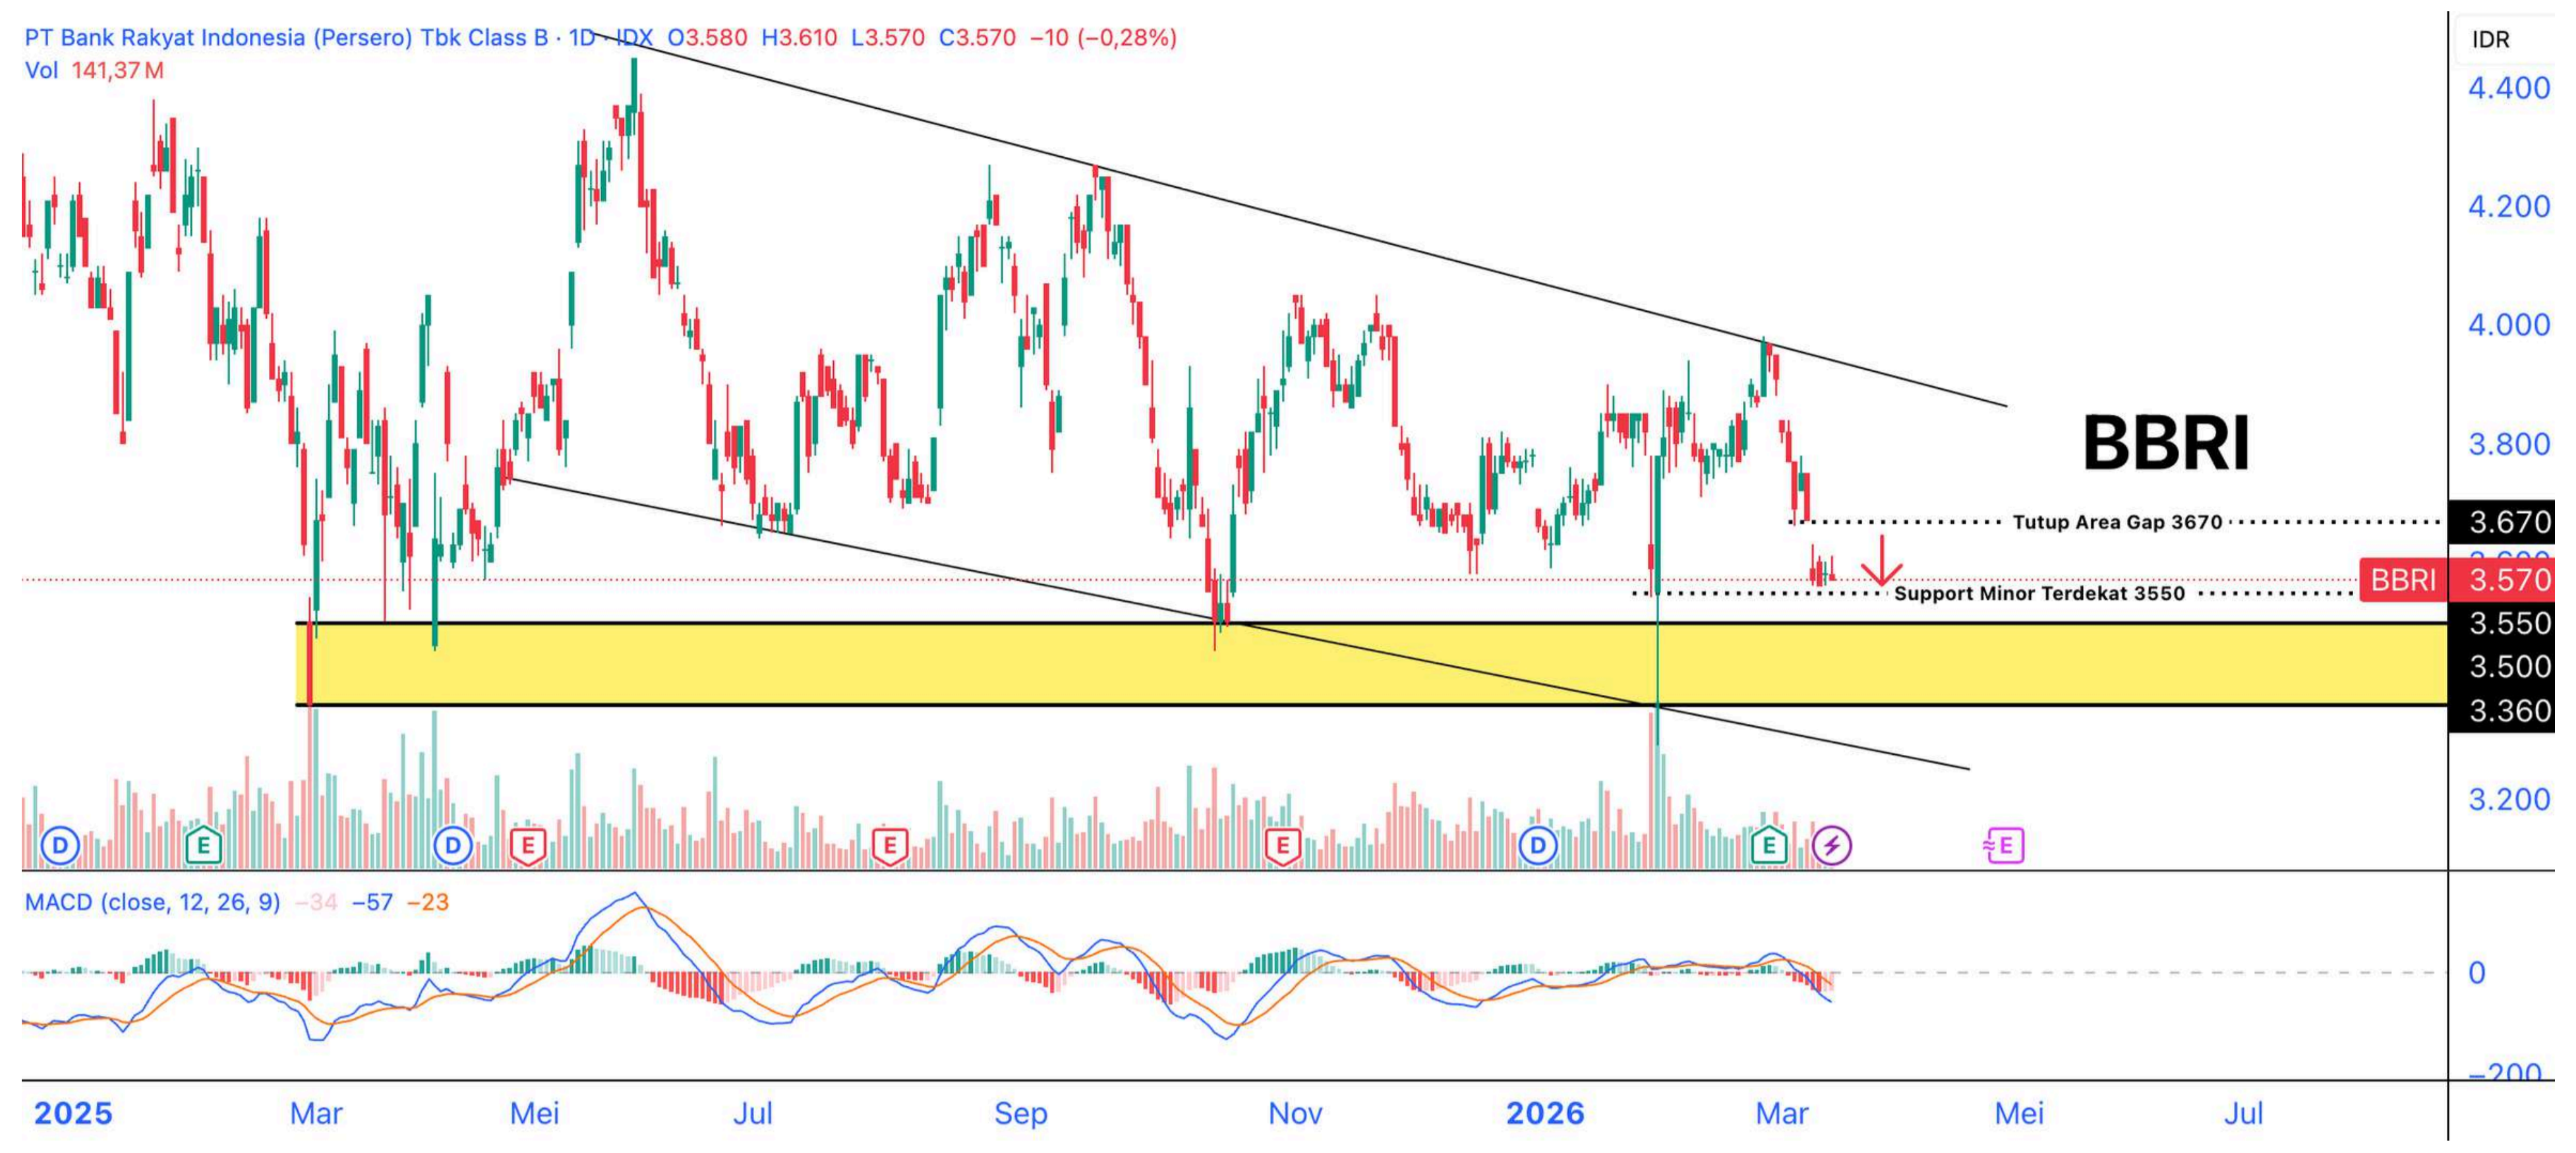 PT Bank Rakyat Indonesia (Persero) Tbk Class B · 1D · IDX O3.580 H3.610 L3.570 C3.570 −10 (−0,28%)
Vol 141,37 M
IDR
4.400
4.200
4.000
BBRI
3.800
Tutup Area Gap 3670
3.670
BBRI 3.570
Support Minor Terdekat 3550
3.550
3.500
3.360
3.200
D E D E E E D E ≈E
MACD (close, 12, 26, 9) −34 −57 −23
0
−200
2025 Mar Mei Jul Sep Nov 2026 Mar Mei Jul